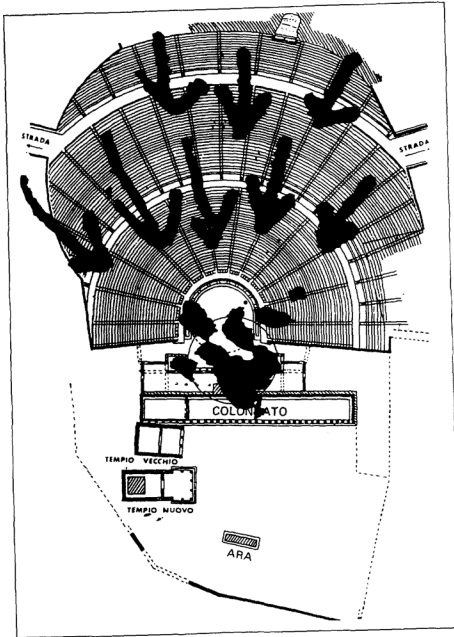 STRADA
STRADA
COLONNATO
TEMPIO VECCHIO
TEMPIO NUOVO
ARA